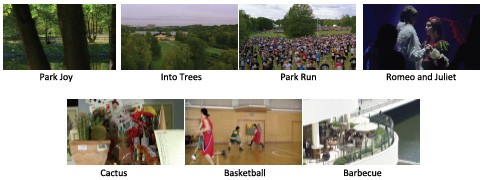 Park Joy
Into Trees
Park Run
Romeo and Juliet
Cactus
Basketball
Barbecue